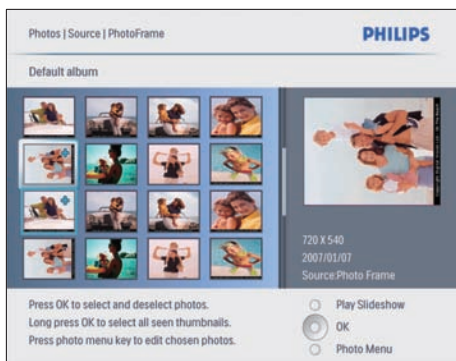 Photos | Source | PhotoFrame
PHILIPS
Default album
720 X 540
2007/01/07
Source:Photo Frame
Press OK to select and deselect photos.
Long press OK to select all seen thumbnails.
Press photo menu key to edit chosen photos.
Play Slideshow
OK
Photo Menu